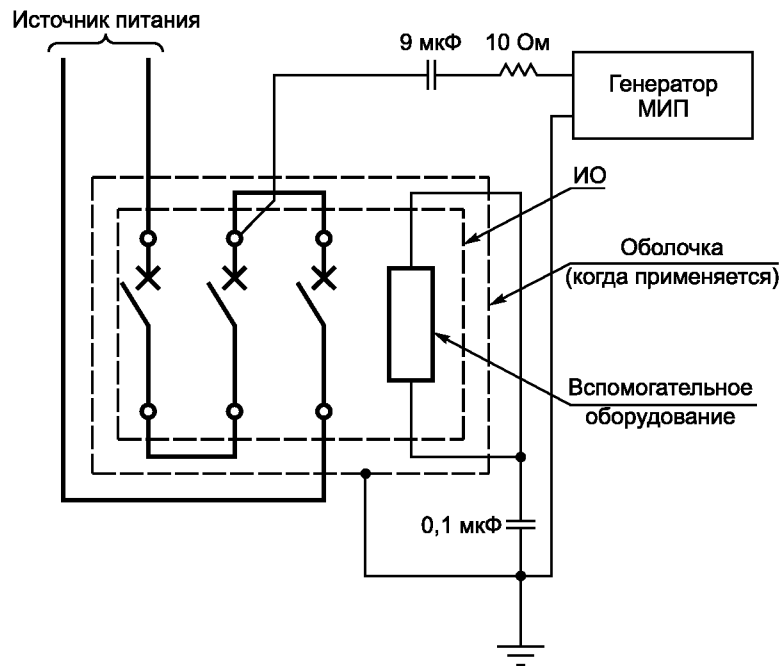 Источник питания
9 мкФ
10 Ом
Генератор
МИП
ИО
Оболочка
(когда применяется)
Вспомогательное
оборудование
0,1 мкФ